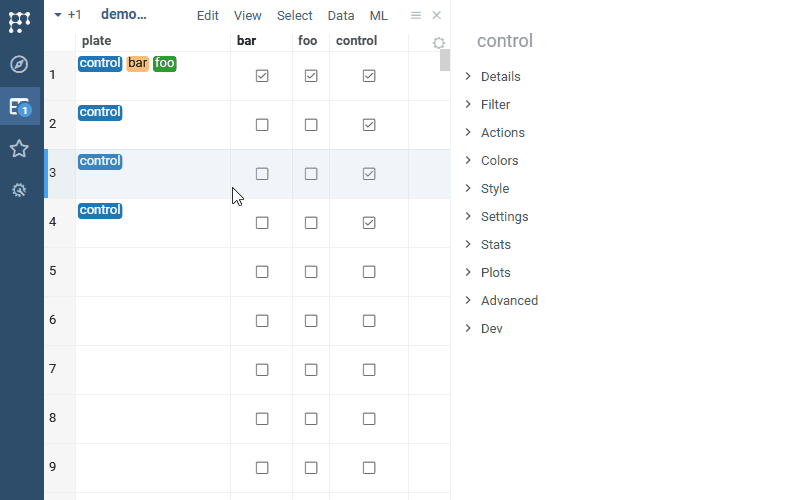 +1 demo... Edit View Select Data ML
plate bar foo control
1 control bar foo
2 control
3 control
4 control
5
6
7
8
9
1
control
Details
Filter
Actions
Colors
Style
Settings
Stats
Plots
Advanced
Dev